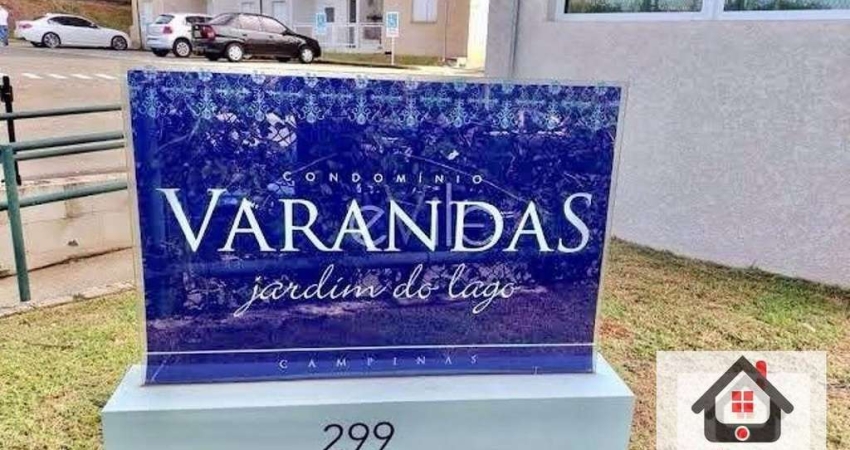 CONDOMÍNIO
VARANDAS
jardim do lago
CAMPINAS
299